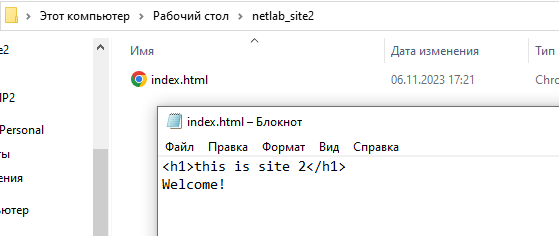 Этот компьютер > Рабочий стол > netlab_site2
Имя Дата изменения Тип
e2
index.html 06.11.2023 17:21 Chro
IP2
Personal
ты
ения
ьютер
index.html – Блокнот
Файл Правка Формат Вид Справка
<h1>this is site 2</h1>
Welcome!